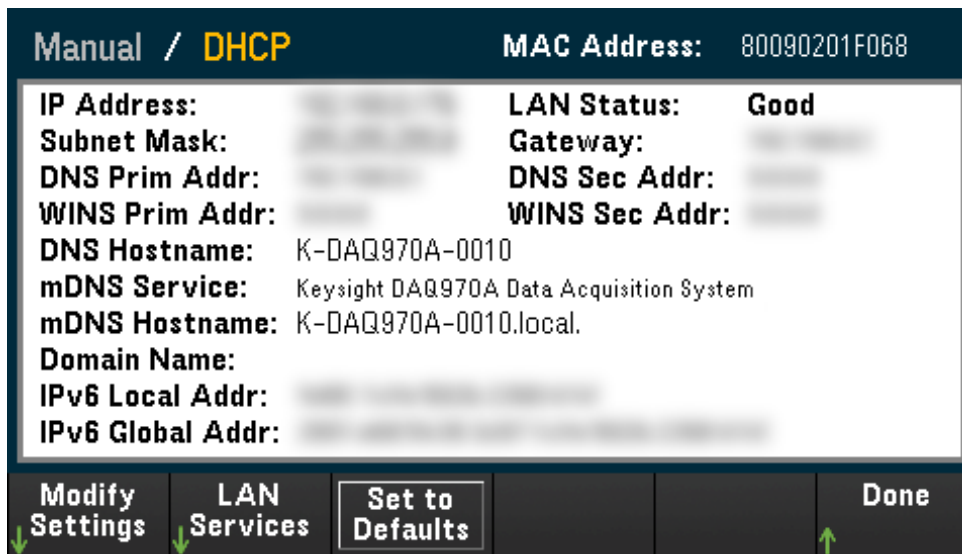 Manual / DHCP MAC Address: 80090201F068
IP Address: LAN Status: Good
Subnet Mask: Gateway:
DNS Prim Addr: DNS Sec Addr:
WINS Prim Addr: WINS Sec Addr:
DNS Hostname: K-DAQ970A-0010
mDNS Service: Keysight DAQ970A Data Acquisition System
mDNS Hostname: K-DAQ970A-0010.local.
Domain Name:
IPv6 Local Addr:
IPv6 Global Addr:
Modify Settings
LAN Services
Set to Defaults
Done